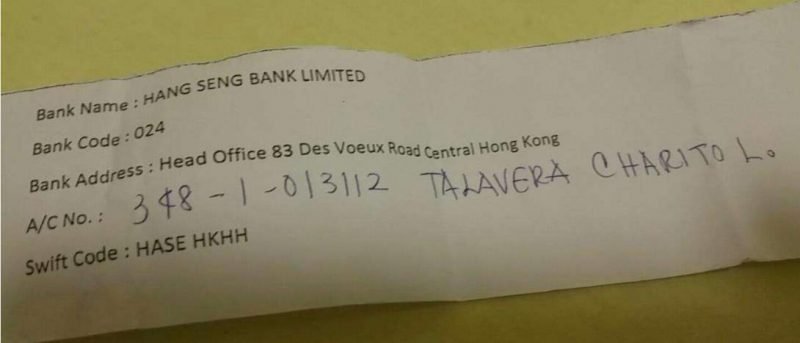 Bank Name : HANG SENG BANK LIMITED
Bank Code : 024
Bank Address : Head Office 83 Des Voeux Road Central Hong Kong
A/C No. : 348 - 1 - 013112 TALAVERA CHARITO L.
Swift Code : HASE HKHH